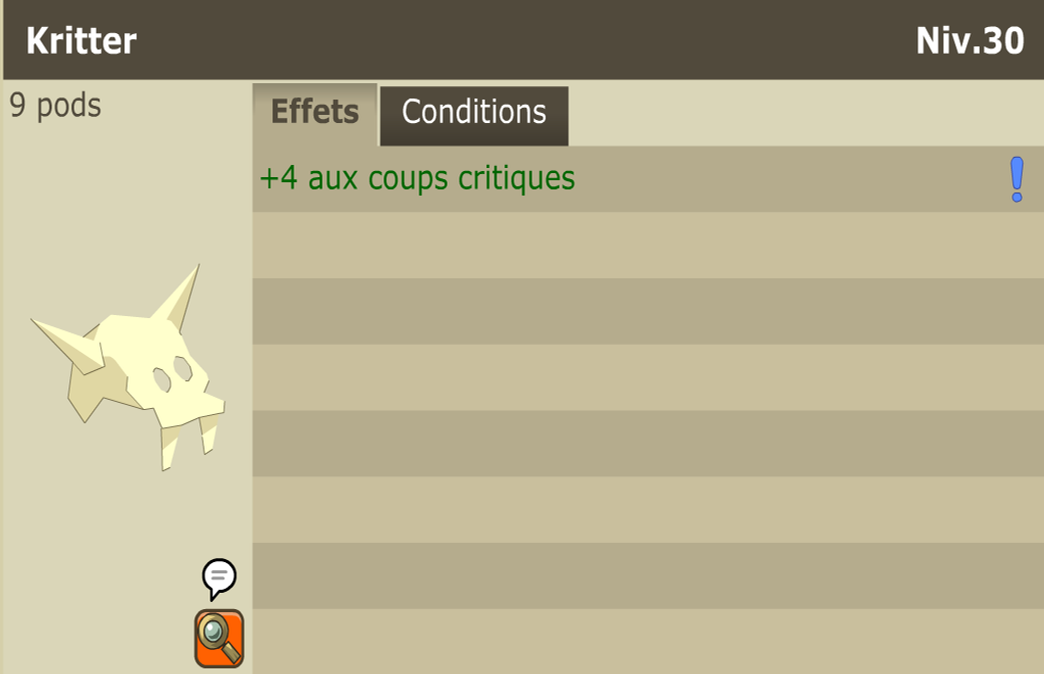 Kritter
Niv.30
9 pods
Effets
Conditions
+4 aux coups critiques